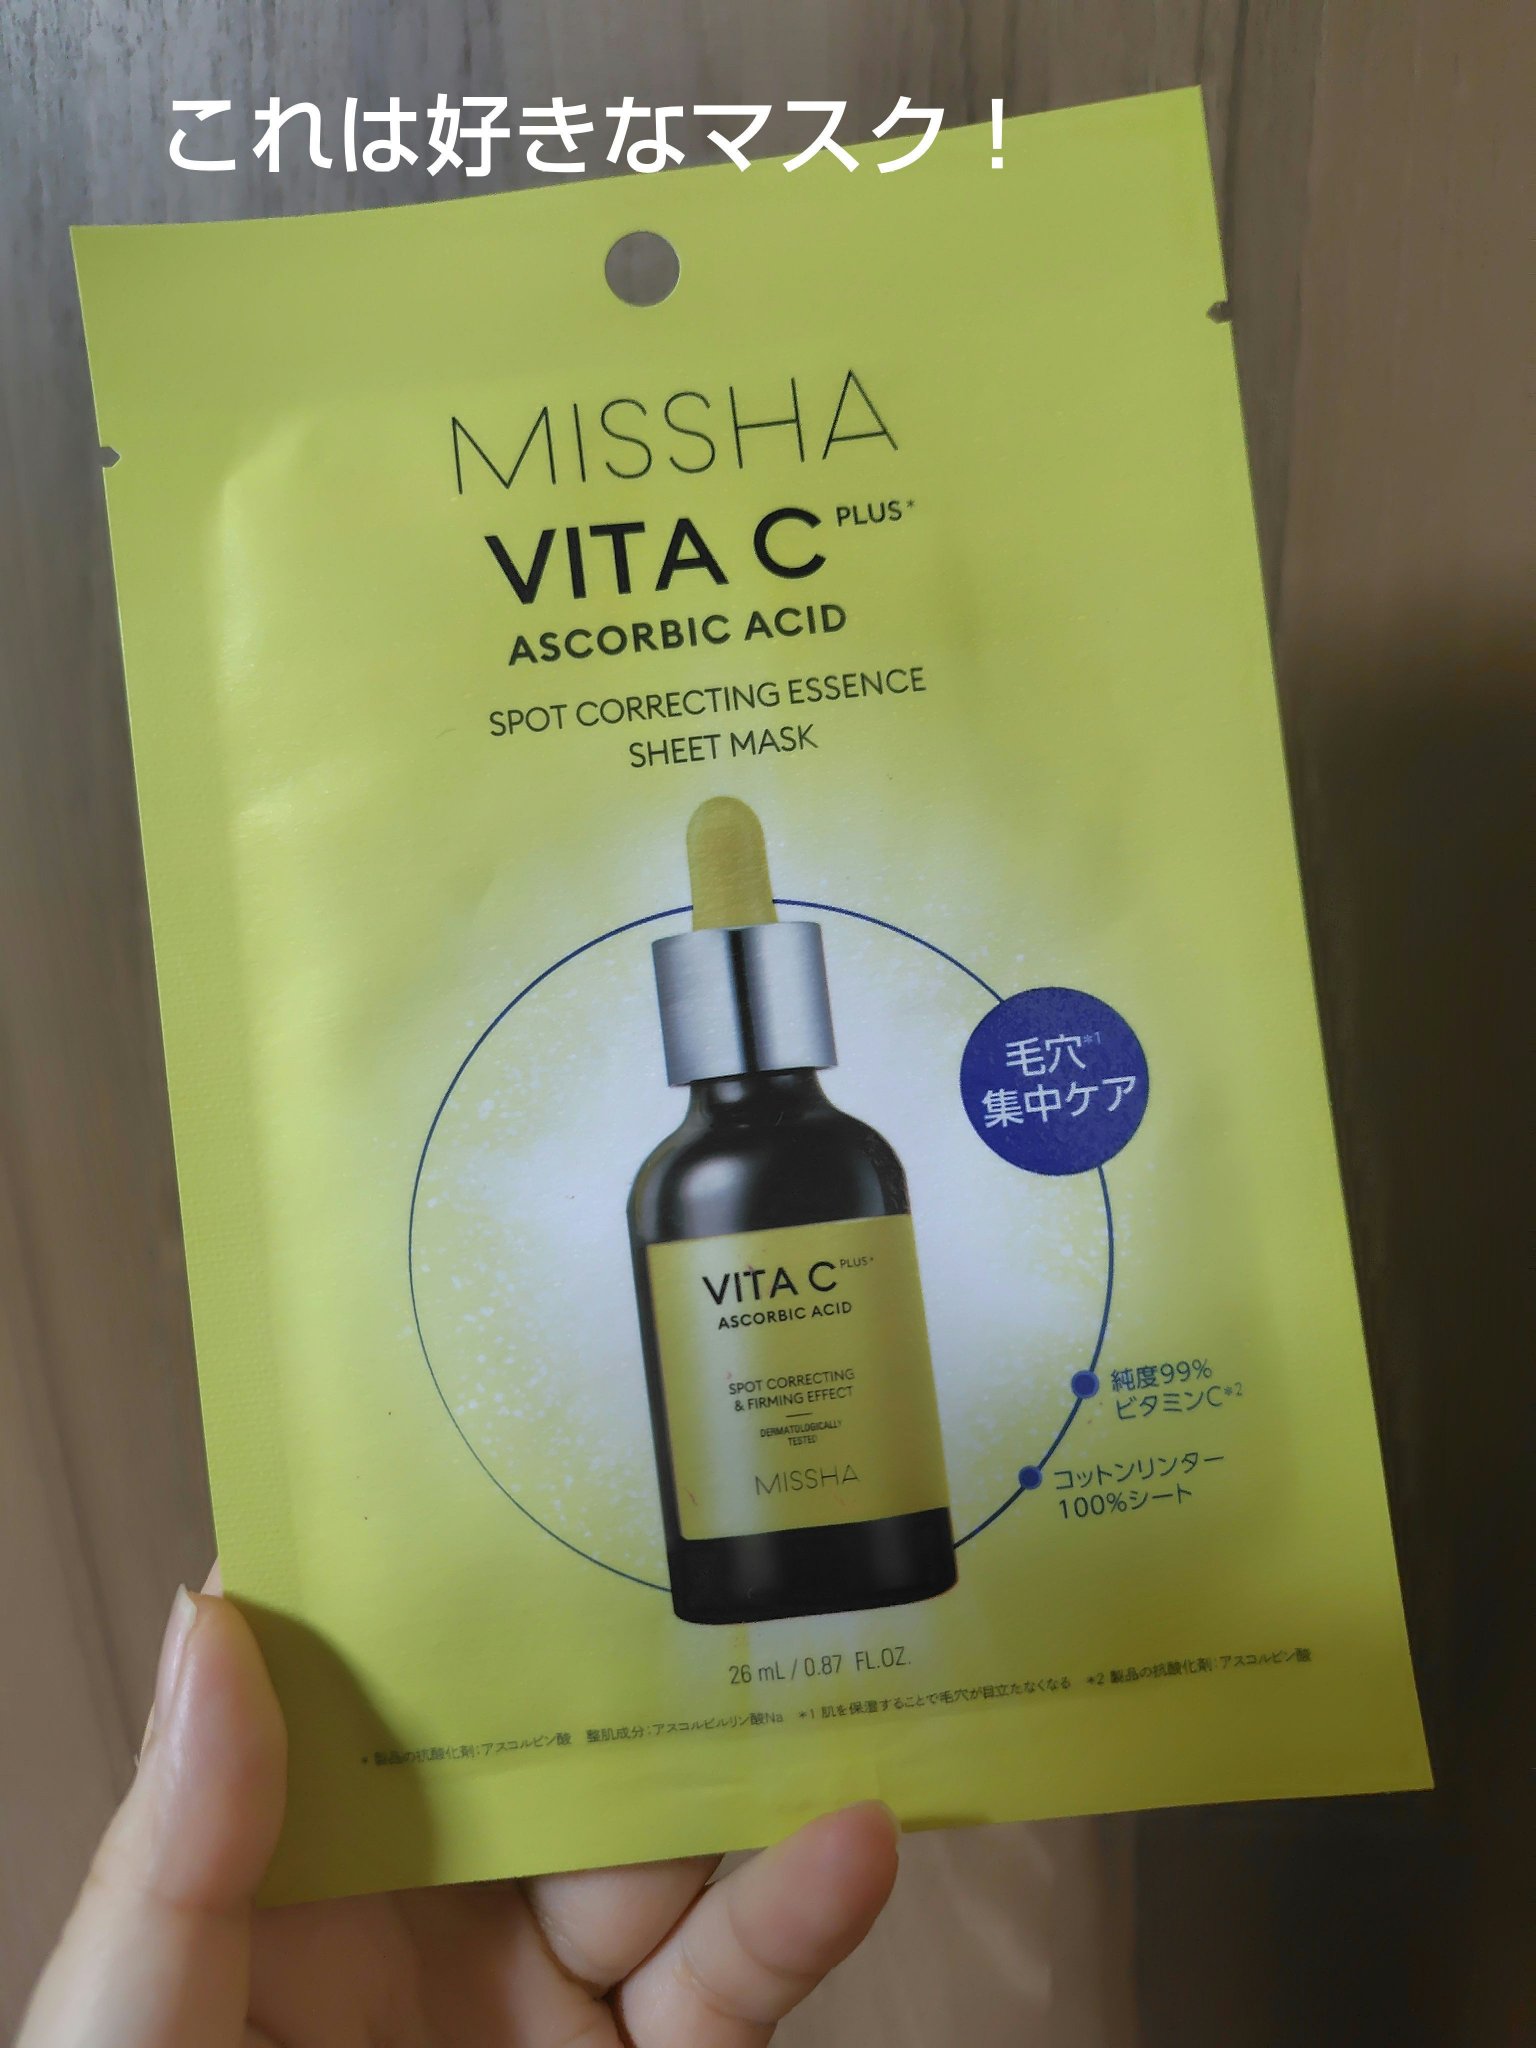 これは好きなマスク！
MISSHA
VITA C PLUS*
ASCORBIC ACID
SPOT CORRECTING ESSENCE
SHEET MASK
毛穴*1
集中ケア
VITA C PLUS*
ASCORBIC ACID
SPOT CORRECTING
& FIRMING EFFECT
DERMATOLOGICALLY
TESTED
MISSHA
純度99%
ビタミンC*2
コットンリンター
100%シート
26 mL / 0.87 FL.OZ.
* 製品の抗酸化剤：アスコルビン酸 整肌成分：アスコルビルリン酸Na *1 肌を保湿することで毛穴が目立たなくなる *2 製品の抗酸化剤：アスコルビン酸